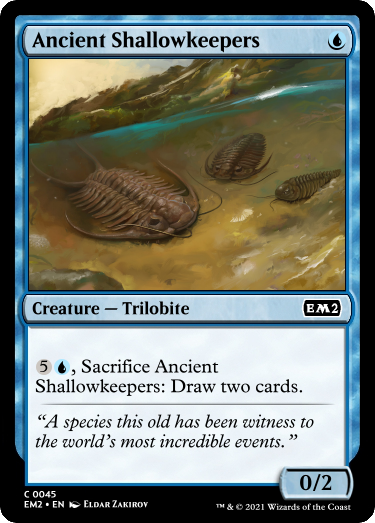 Ancient Shallowkeepers
Creature — Trilobite
EM2
5, Sacrifice Ancient
Shallowkeepers: Draw two cards.
“A species this old has been witness to
the world’s most incredible events.”
0/2
C 0045
EM2 • EN Eldar Zakirov
™ & © 2021 Wizards of the Coast